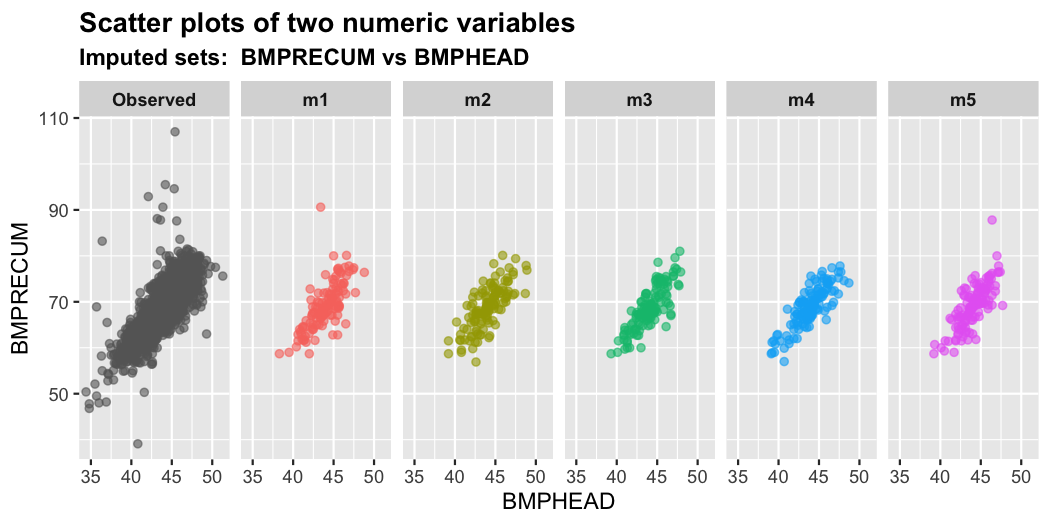 Scatter plots of two numeric variables
Imputed sets:  BMPRECUM vs BMPHEAD
Observed m1 m2 m3 m4 m5
110
90
70
50
BMPRECUM
35 40 45 50 35 40 45 50 35 40 45 50 35 40 45 50 35 40 45 50 35 40 45 50
BMPHEAD